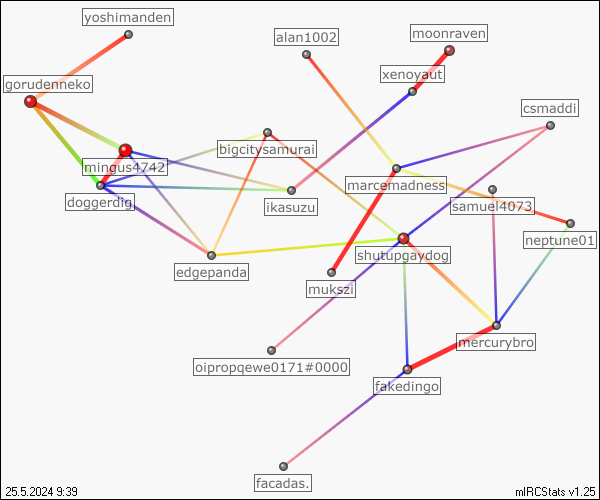 yoshimanden
moonraven
alan1002
xenoyaut
gorudenneko
csmaddi
bigcitysamurai
mingus4742
marcemadness
doggerdig
ikasuzu
samuel4073
neptune01
shutupgaydog
edgepanda
mukszi
mercurybro
oipropqewe0171#0000
fakedingo
facadas.
25.5.2024 9:39
mIRCStats v1.25